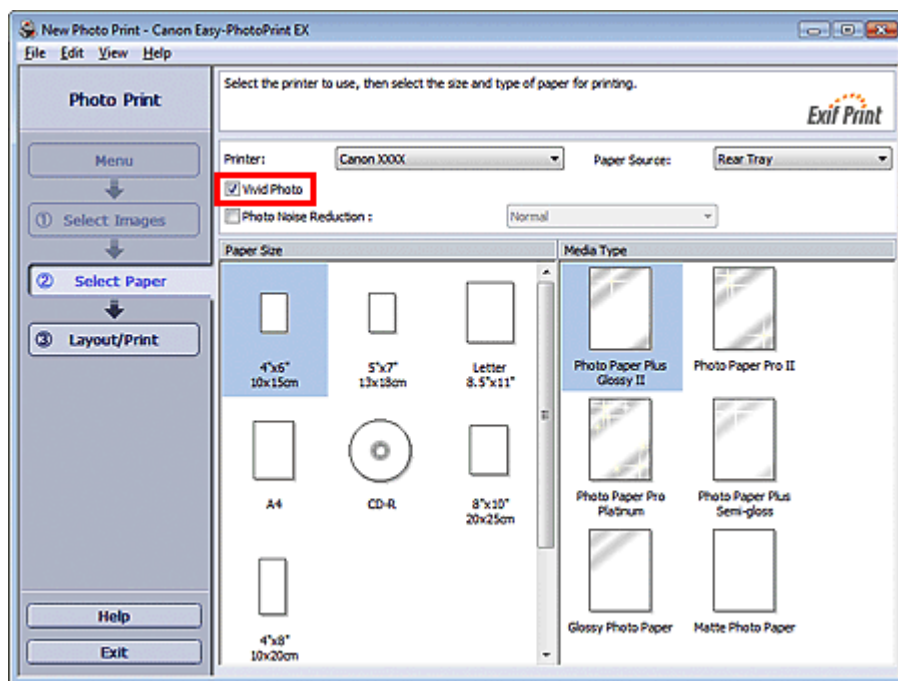 New Photo Print - Canon Easy-PhotoPrint EX
File Edit View Help
Photo Print
Select the printer to use, then select the size and type of paper for printing.
Exif Print
Menu
① Select Images
② Select Paper
③ Layout/Print
Help
Exit
Printer: Canon XXXX Paper Source: Rear Tray
Vivid Photo
Photo Noise Reduction : Normal
Paper Size
4"x6"
10x15cm
5"x7"
13x18cm
Letter
8.5"x11"
A4
CD-R
8"x10"
20x25cm
4"x8"
10x20cm
Media Type
Photo Paper Plus
Glossy II
Photo Paper Pro II
Photo Paper Pro
Platinum
Photo Paper Plus
Semi-gloss
Glossy Photo Paper
Matte Photo Paper